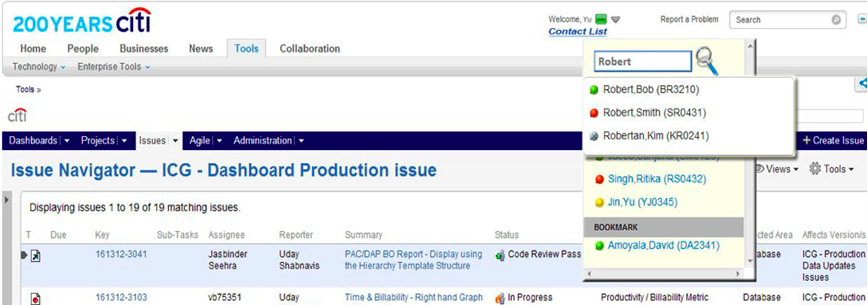 200 YEARS citi
Welcome, Yu
Report a Problem
Search
Contact List
Home People Businesses News Tools Collaboration
Technology Enterprise Tools
Robert
Tools »
Robert,Bob (BR3210)
citi
Robert,Smith (SR0431)
Robertan,Kim (KR0241)
Dashboards Projects Issues Agile Administration
+ Create Issue
Issue Navigator — ICG - Dashboard Production issue
Views Tools
Singh,Ritika (RS0432)
Displaying issues 1 to 19 of 19 matching issues.
Jin,Yu (YJ0345)
BOOKMARK
T Due Key Sub-Tasks Assignee Reporter Summary Status
cted Area Affects Version/s
Amoyala,David (DA2341)
161312-3041 Jasbinder Uday PAC/DAP BO Report - Display using Code Review Pass
abase ICG - Production
Seehra Shabnavis the Hierarchy Template Structure
Data Updates
Issues
161312-3103 vb75351 Uday Time & Billability - Right hand Graph In Progress Productivity / Billability Metric Database ICG - Production